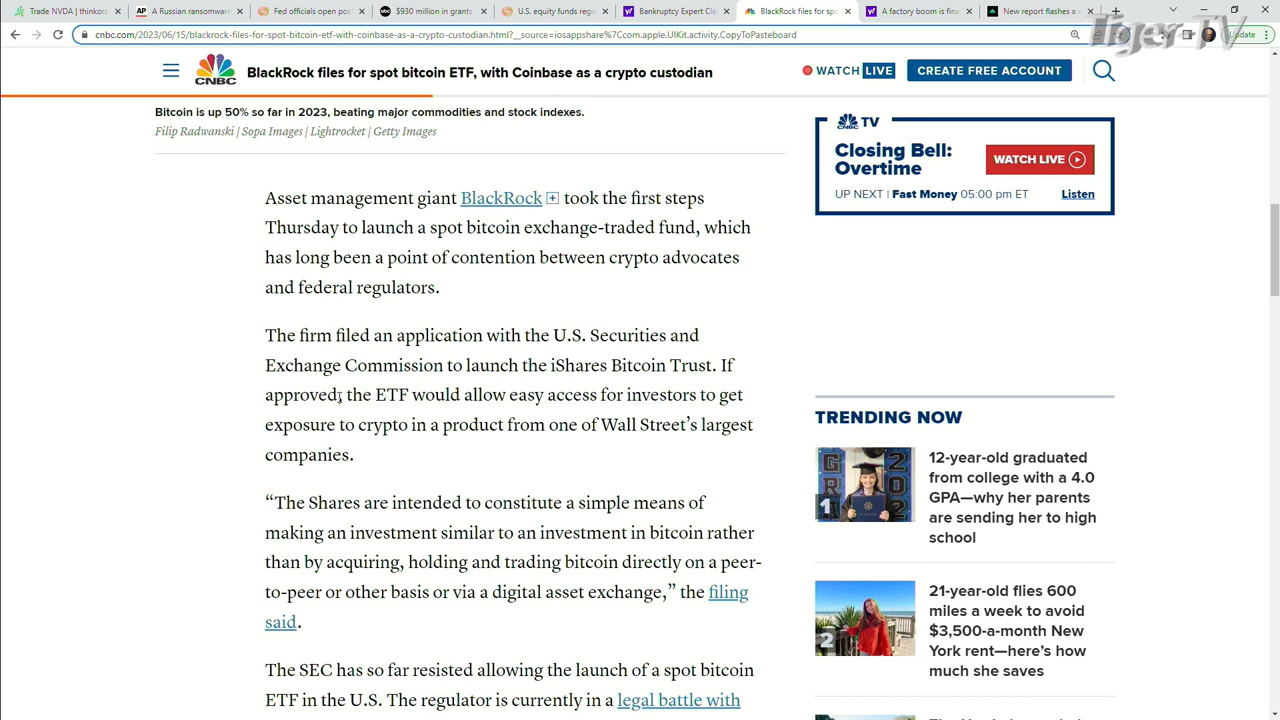 Trade NVDA | thinkors
A Russian ransomware
Fed officials open pos
$930 million in grants
U.S. equity funds regi
Bankruptcy Expert Cla
BlackRock files for spo
A factory boom is fina
New report flashes a
cnbc.com/2023/06/15/blackrock-files-for-spot-bitcoin-etf-with-coinbase-as-a-crypto-custodian.html?__source=iosappshare%7Ccom.apple.UIKit.activity.CopyToPasteboard
Update
Tiger TV
CNBC
BlackRock files for spot bitcoin ETF, with Coinbase as a crypto custodian
WATCH LIVE
CREATE FREE ACCOUNT
Bitcoin is up 50% so far in 2023, beating major commodities and stock indexes.
Filip Radwanski | Sopa Images | Lightrocket | Getty Images
Asset management giant BlackRock + took the first steps
Thursday to launch a spot bitcoin exchange-traded fund, which
has long been a point of contention between crypto advocates
and federal regulators.
The firm filed an application with the U.S. Securities and
Exchange Commission to launch the iShares Bitcoin Trust. If
approved, the ETF would allow easy access for investors to get
exposure to crypto in a product from one of Wall Street’s largest
companies.
“The Shares are intended to constitute a simple means of
making an investment similar to an investment in bitcoin rather
than by acquiring, holding and trading bitcoin directly on a peer-
to-peer or other basis or via a digital asset exchange,” the filing
said.
The SEC has so far resisted allowing the launch of a spot bitcoin
ETF in the U.S. The regulator is currently in a legal battle with
CNBC TV
Closing Bell:
Overtime
WATCH LIVE
UP NEXT | Fast Money 05:00 pm ET
Listen
TRENDING NOW
1
12-year-old graduated
from college with a 4.0
GPA—why her parents
are sending her to high
school
2
21-year-old flies 600
miles a week to avoid
$3,500-a-month New
York rent—here’s how
much she saves